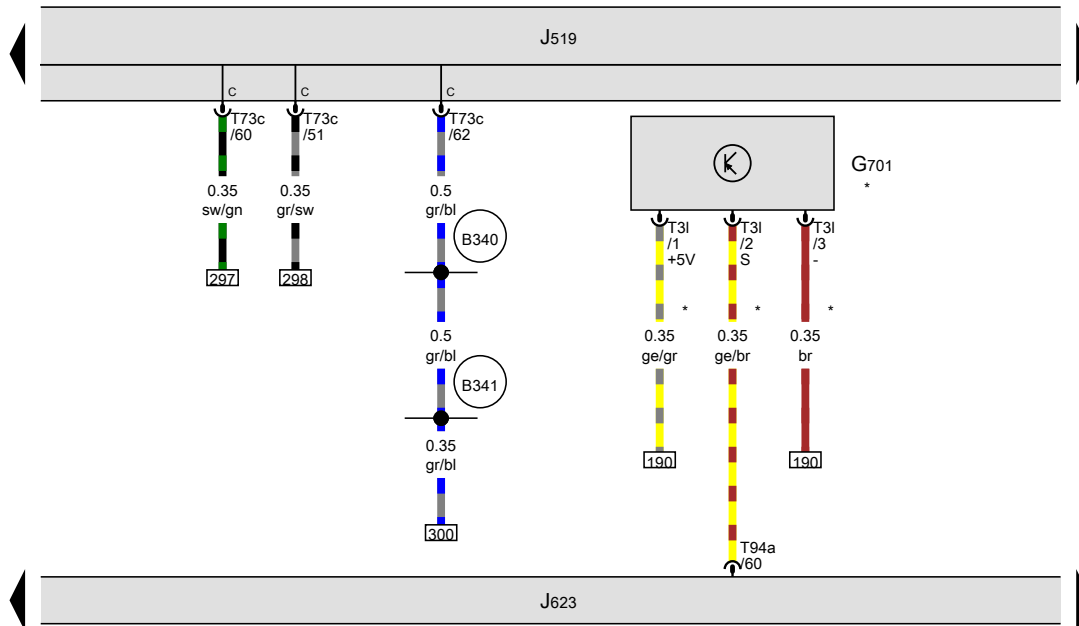 J519
c
c
c
T73c
/60
T73c
/51
T73c
/62
G701
*
0.35
sw/gn
0.35
gr/sw
0.5
gr/bl
B340
T3l
/1
+5V
T3l
/2
S
T3l
/3
-
297
298
*
*
*
0.5
gr/bl
0.35
ge/gr
0.35
ge/br
0.35
br
B341
0.35
gr/bl
190
190
300
T94a
/60
J623